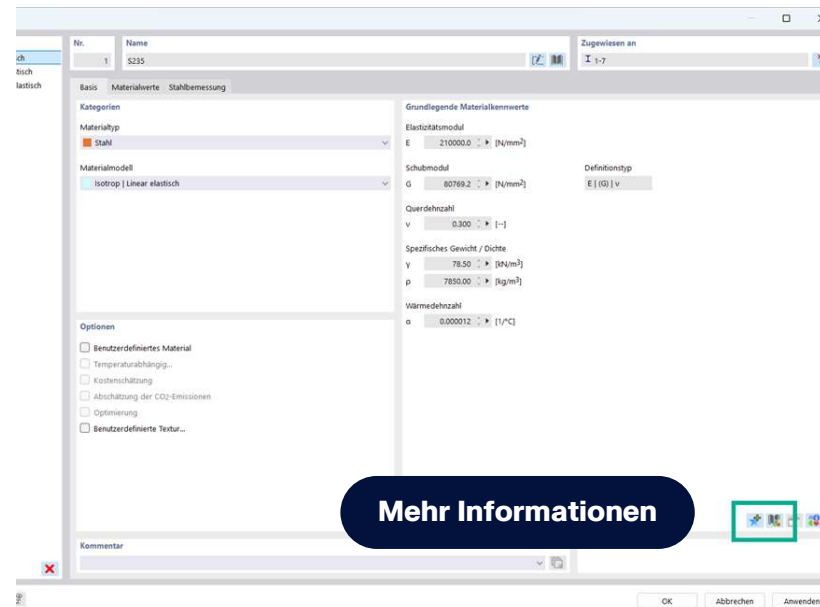 Nr.
1
Name
S235
Zugewiesen an
1-7
tisch
lastisch
Basis Materialwerte Stahlbemessung
Kategorien
Materialtyp
Stahl
Materialmodell
Isotrop | Linear elastisch
Optionen
Benutzerdefiniertes Material
Temperaturabhängig...
Kostenschätzung
Abschätzung der CO2-Emissionen
Optimierung
Benutzerdefinierte Textur...
Grundlegende Materialkennwerte
Elastizitätsmodul
E 210000.0 [N/mm²]
Schubmodul
G 80769.2 [N/mm²]
Definitionstyp
E | (G) | ν
Querdehnzahl
ν 0.300 [--]
Spezifisches Gewicht / Dichte
γ 78.50 [kN/m³]
ρ 7850.00 [kg/m³]
Wärmedehnzahl
α 0.000012 [1/°C]
Mehr Informationen
Kommentar
OK Abbrechen Anwenden